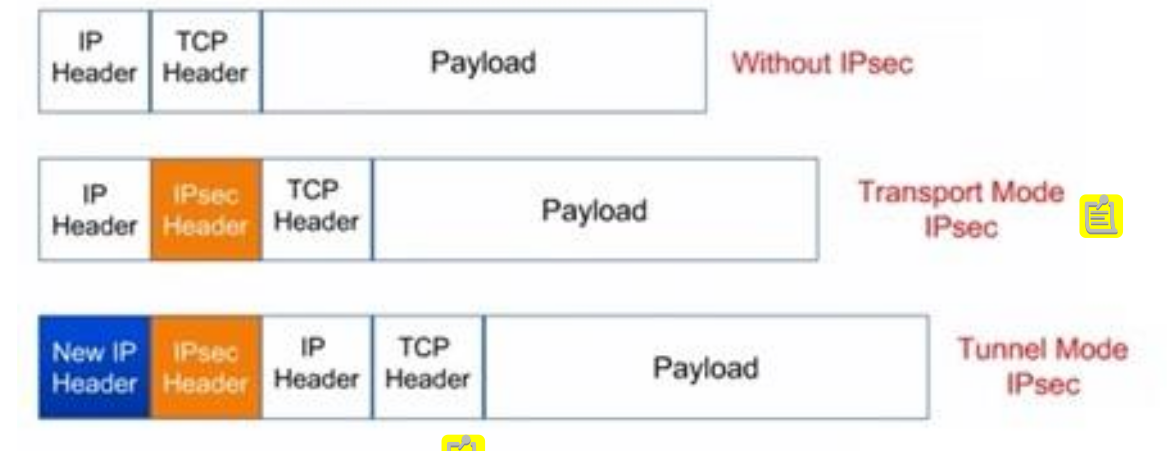 IP
Header
TCP
Header
Payload
Without IPsec
IP
Header
IPsec
Header
TCP
Header
Payload
Transport Mode
IPsec
New IP
Header
IPsec
Header
IP
Header
TCP
Header
Payload
Tunnel Mode
IPsec